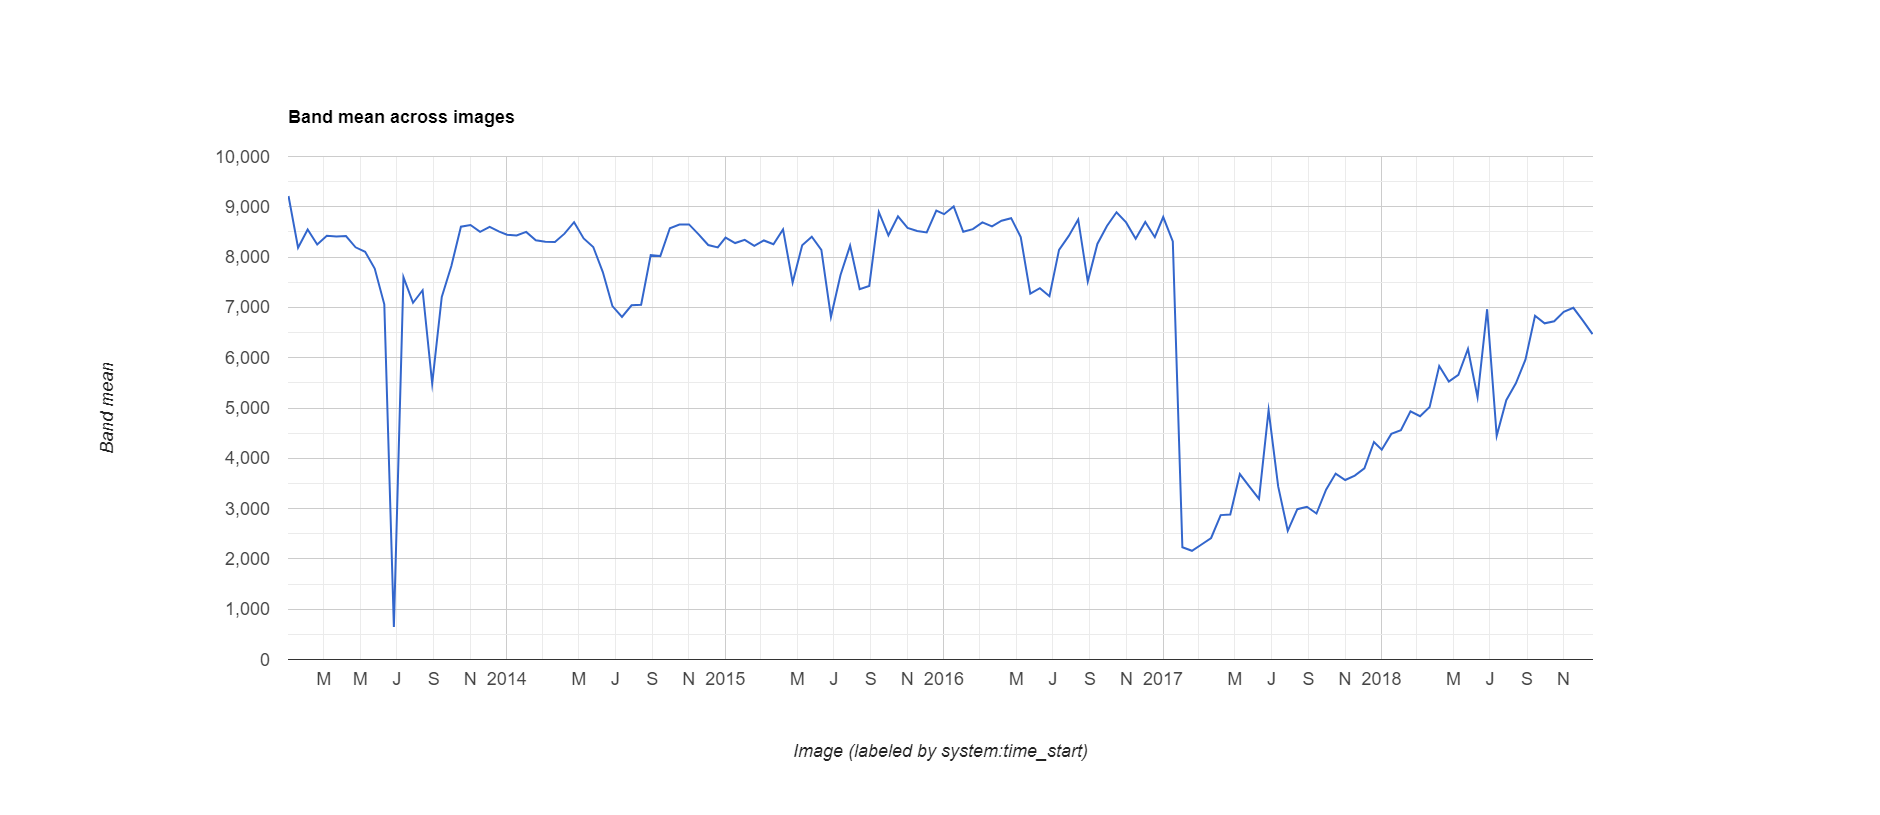 Band mean across images
10,000
9,000
8,000
7,000
6,000
5,000
4,000
3,000
2,000
1,000
0
Band mean
M M J S N 2014 M J S N 2015 M J S N 2016 M J S N 2017 M J S N 2018 M J S N
Image (labeled by system:time_start)